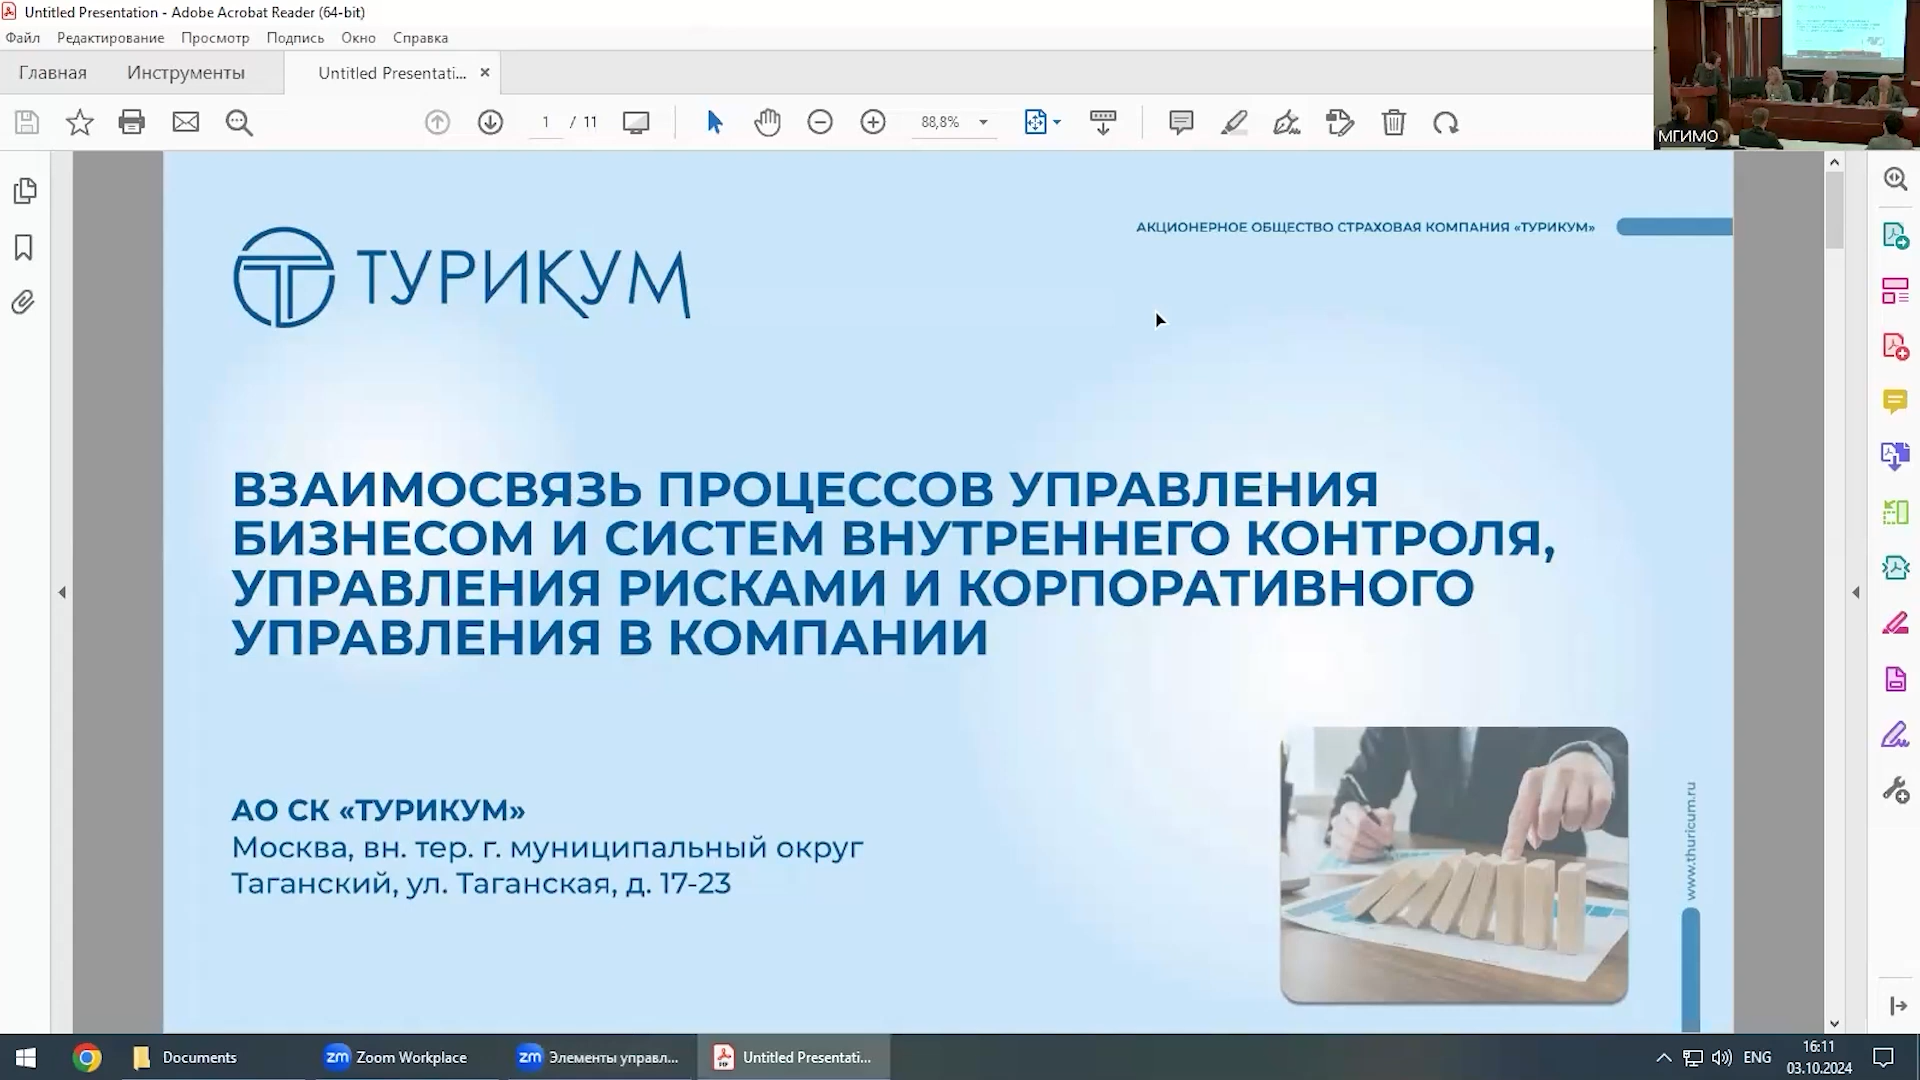 Untitled Presentation - Adobe Acrobat Reader (64-bit)
Файл Редактирование Просмотр Подпись Окно Справка
Главная Инструменты Untitled Presentati...
1 / 11 88,8%
МГИМО
ТУРИКУМ
АКЦИОНЕРНОЕ ОБЩЕСТВО СТРАХОВАЯ КОМПАНИЯ «ТУРИКУМ»
ВЗАИМОСВЯЗЬ ПРОЦЕССОВ УПРАВЛЕНИЯ
БИЗНЕСОМ И СИСТЕМ ВНУТРЕННЕГО КОНТРОЛЯ,
УПРАВЛЕНИЯ РИСКАМИ И КОРПОРАТИВНОГО
УПРАВЛЕНИЯ В КОМПАНИИ
АО СК «ТУРИКУМ»
Москва, вн. тер. г. муниципальный округ
Таганский, ул. Таганская, д. 17-23
www.thuricum.ru
Documents zm Zoom Workplace zm Элементы управл... Untitled Presentati... ENG 16:11
03.10.2024